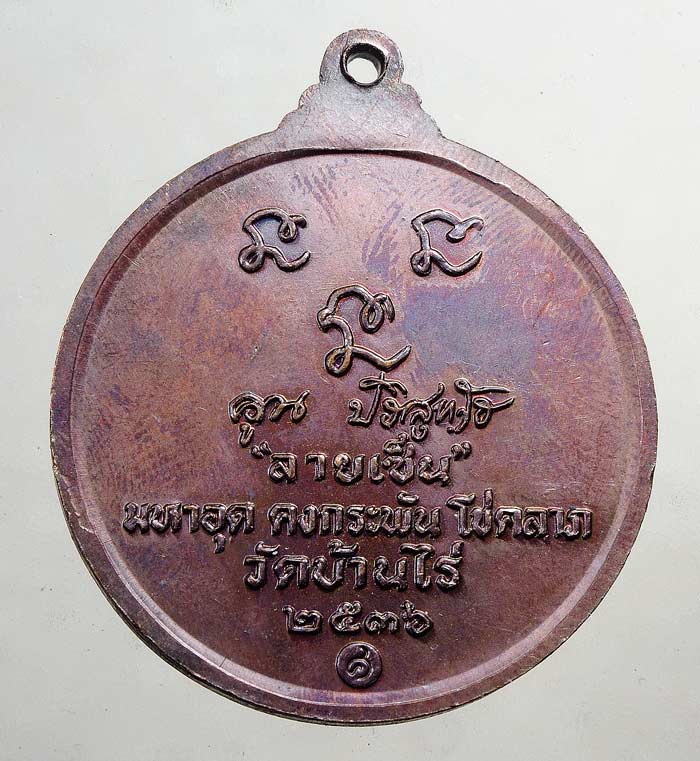 คูน ปริสุทฺโธ
“ลายเซ็น”
มหาอุด คงกระพัน โชคลาภ
วัดบ้านไร่
๒๕๓๖